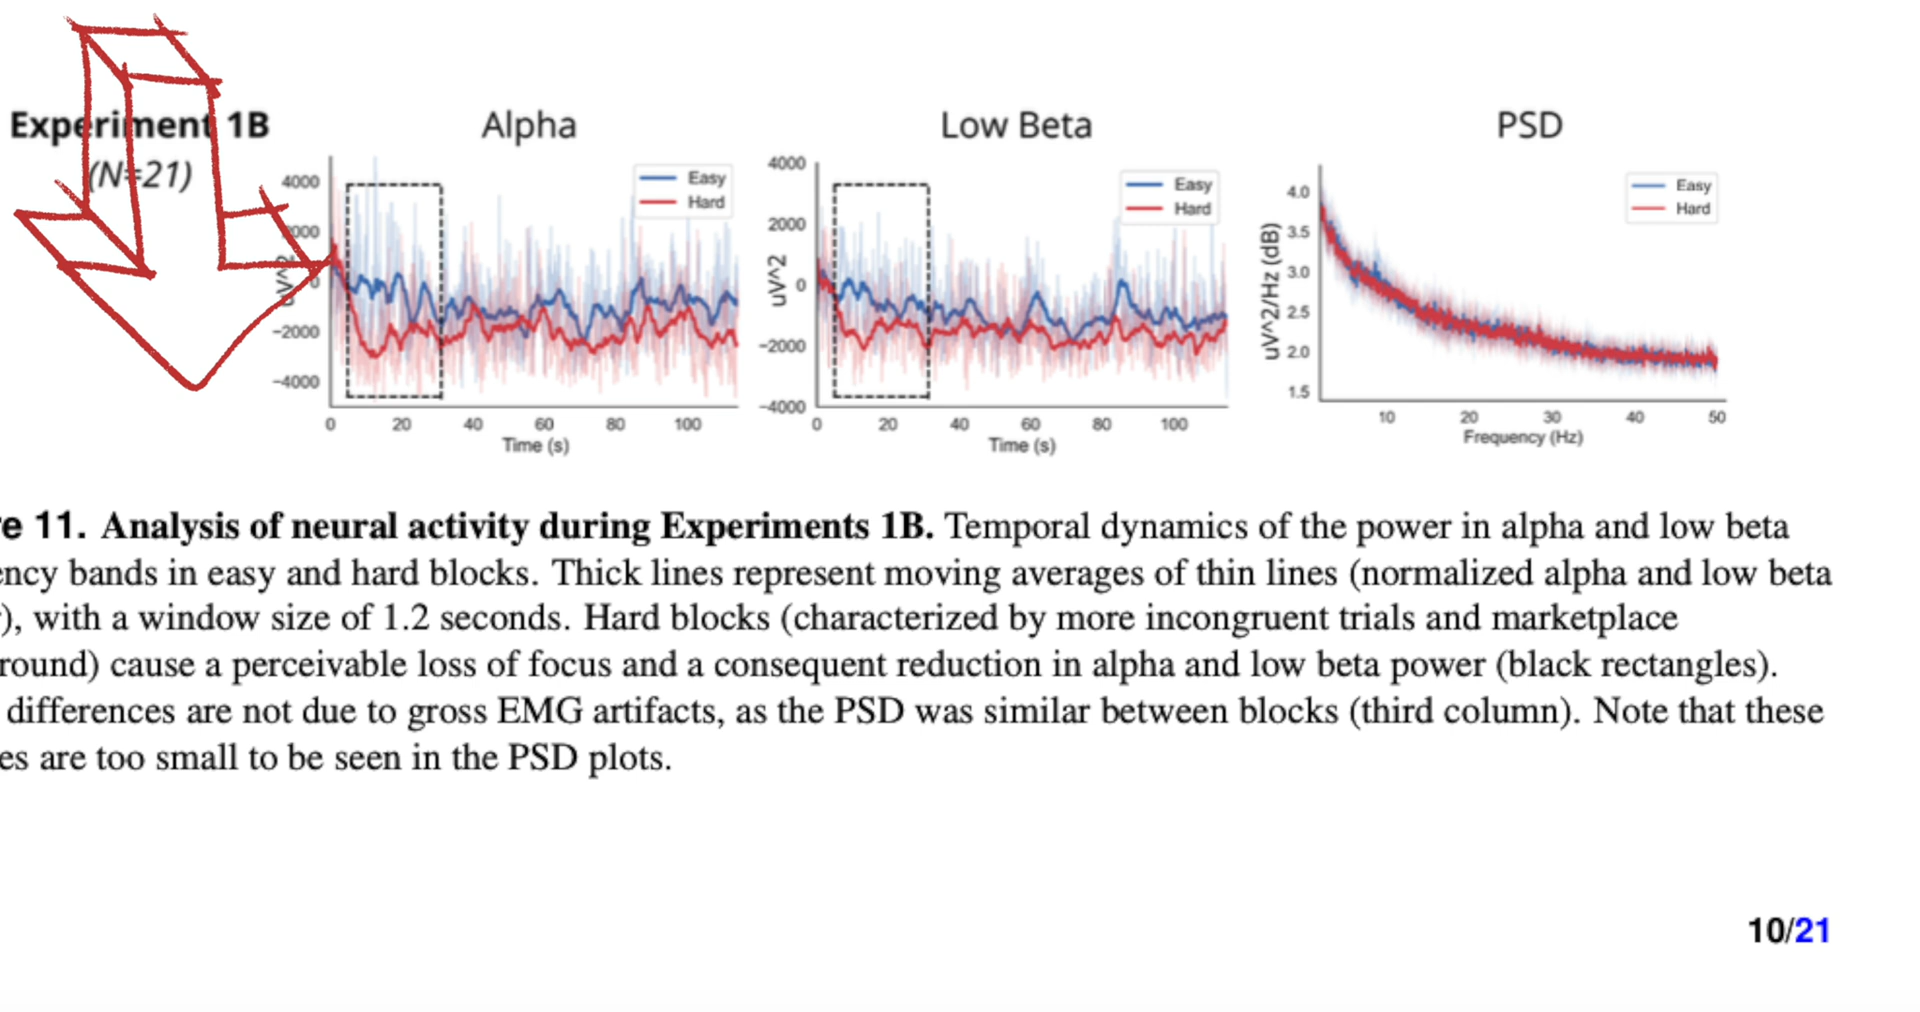 Experiment 1B
(N=21)
Alpha
Low Beta
PSD
4000
2000
0
−2000
−4000
uV^2
Easy
Hard
0 20 40 60 80 100
Time (s)
4000
2000
0
−2000
−4000
uV^2
Easy
Hard
0 20 40 60 80 100
Time (s)
4.0
3.5
3.0
2.5
2.0
1.5
uV^2/Hz (dB)
Easy
Hard
10 20 30 40 50
Frequency (Hz)
re 11. Analysis of neural activity during Experiments 1B. Temporal dynamics of the power in alpha and low beta
ency bands in easy and hard blocks. Thick lines represent moving averages of thin lines (normalized alpha and low beta
), with a window size of 1.2 seconds. Hard blocks (characterized by more incongruent trials and marketplace
round) cause a perceivable loss of focus and a consequent reduction in alpha and low beta power (black rectangles).
differences are not due to gross EMG artifacts, as the PSD was similar between blocks (third column). Note that these
es are too small to be seen in the PSD plots.
10/21